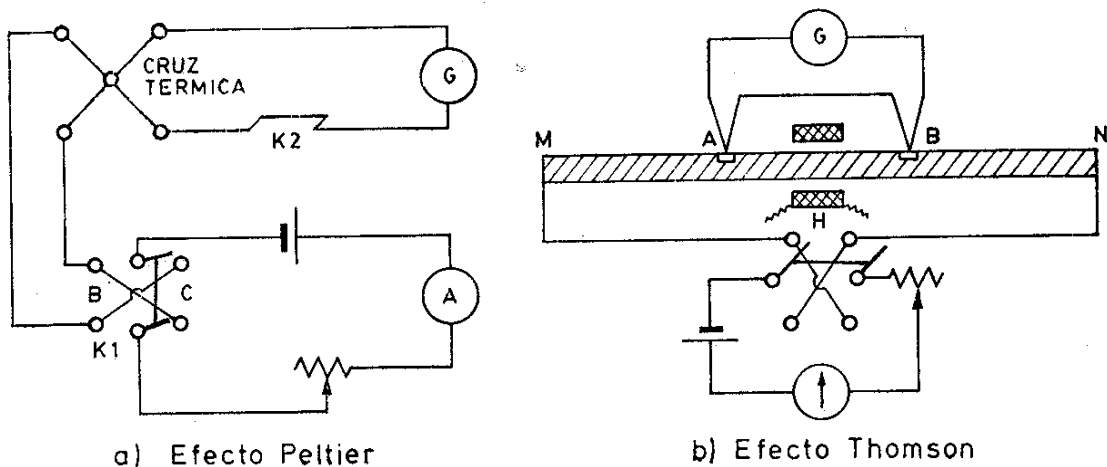 CRUZ
TERMICA
G
K2
B
C
A
K1
a) Efecto Peltier
G
M
A
B
N
H
b) Efecto Thomson